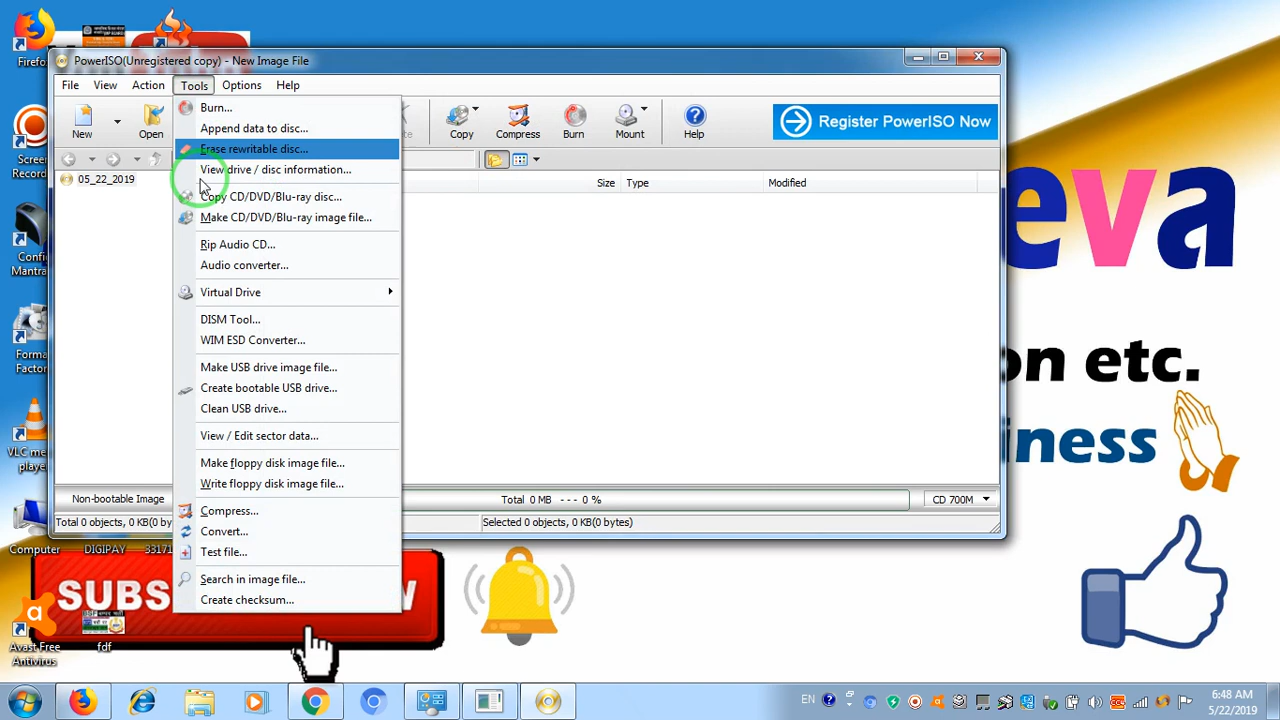 Firefo
PowerISO(Unregistered copy) - New Image File
File View Action Tools Options Help
New Open Copy Compress Burn Mount Help
Register PowerISO Now
05_22_2019
Size Type Modified
Burn...
Append data to disc...
Erase rewritable disc...
View drive / disc information...
Copy CD/DVD/Blu-ray disc...
Make CD/DVD/Blu-ray image file...
Rip Audio CD...
Audio converter...
Virtual Drive
DISM Tool...
WIM ESD Converter...
Make USB drive image file...
Create bootable USB drive...
Clean USB drive...
View / Edit sector data...
Make floppy disk image file...
Write floppy disk image file...
Compress...
Convert...
Test file...
Search in image file...
Create checksum...
Non-bootable Image
Total 0 MB --- 0 %
CD 700M
Total 0 objects, 0 KB(0 by
Selected 0 objects, 0 KB(0 bytes)
Screen
Record
Confi
Mantra
Forma
Factor
VLC me
player
Computer
DIGIPAY
33171
Avast Free
Antivirus
fdf
eva
on etc.
iness
SUBS
OW
EN
6:48 AM
5/22/2019